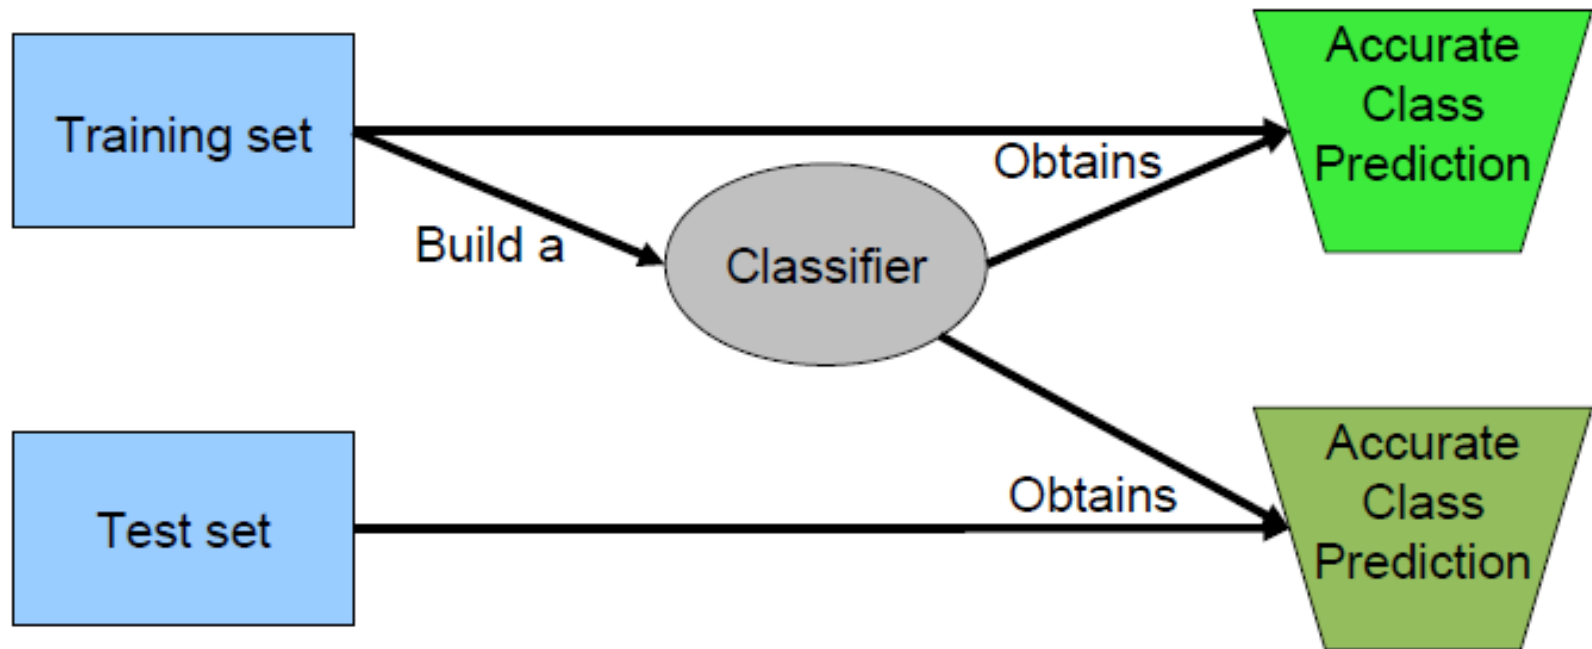 Training set
Build a
Classifier
Obtains
Accurate
Class
Prediction
Test set
Obtains
Accurate
Class
Prediction